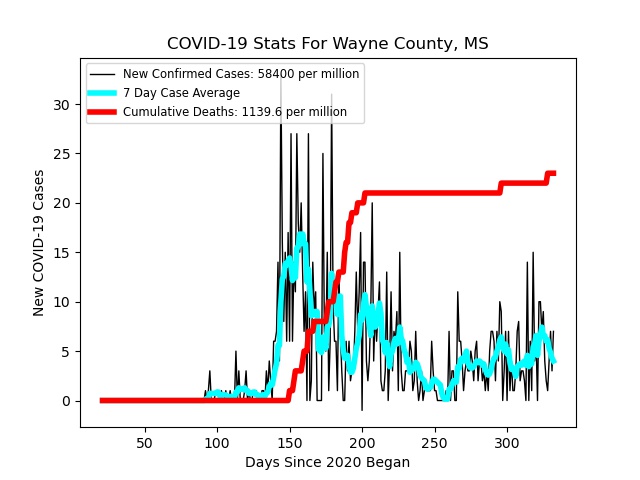 COVID-19 Stats For Wayne County, MS
New Confirmed Cases: 58400 per million
7 Day Case Average
Cumulative Deaths: 1139.6 per million
30
25
20
15
10
5
0
New COVID-19 Cases
50 100 150 200 250 300
Days Since 2020 Began